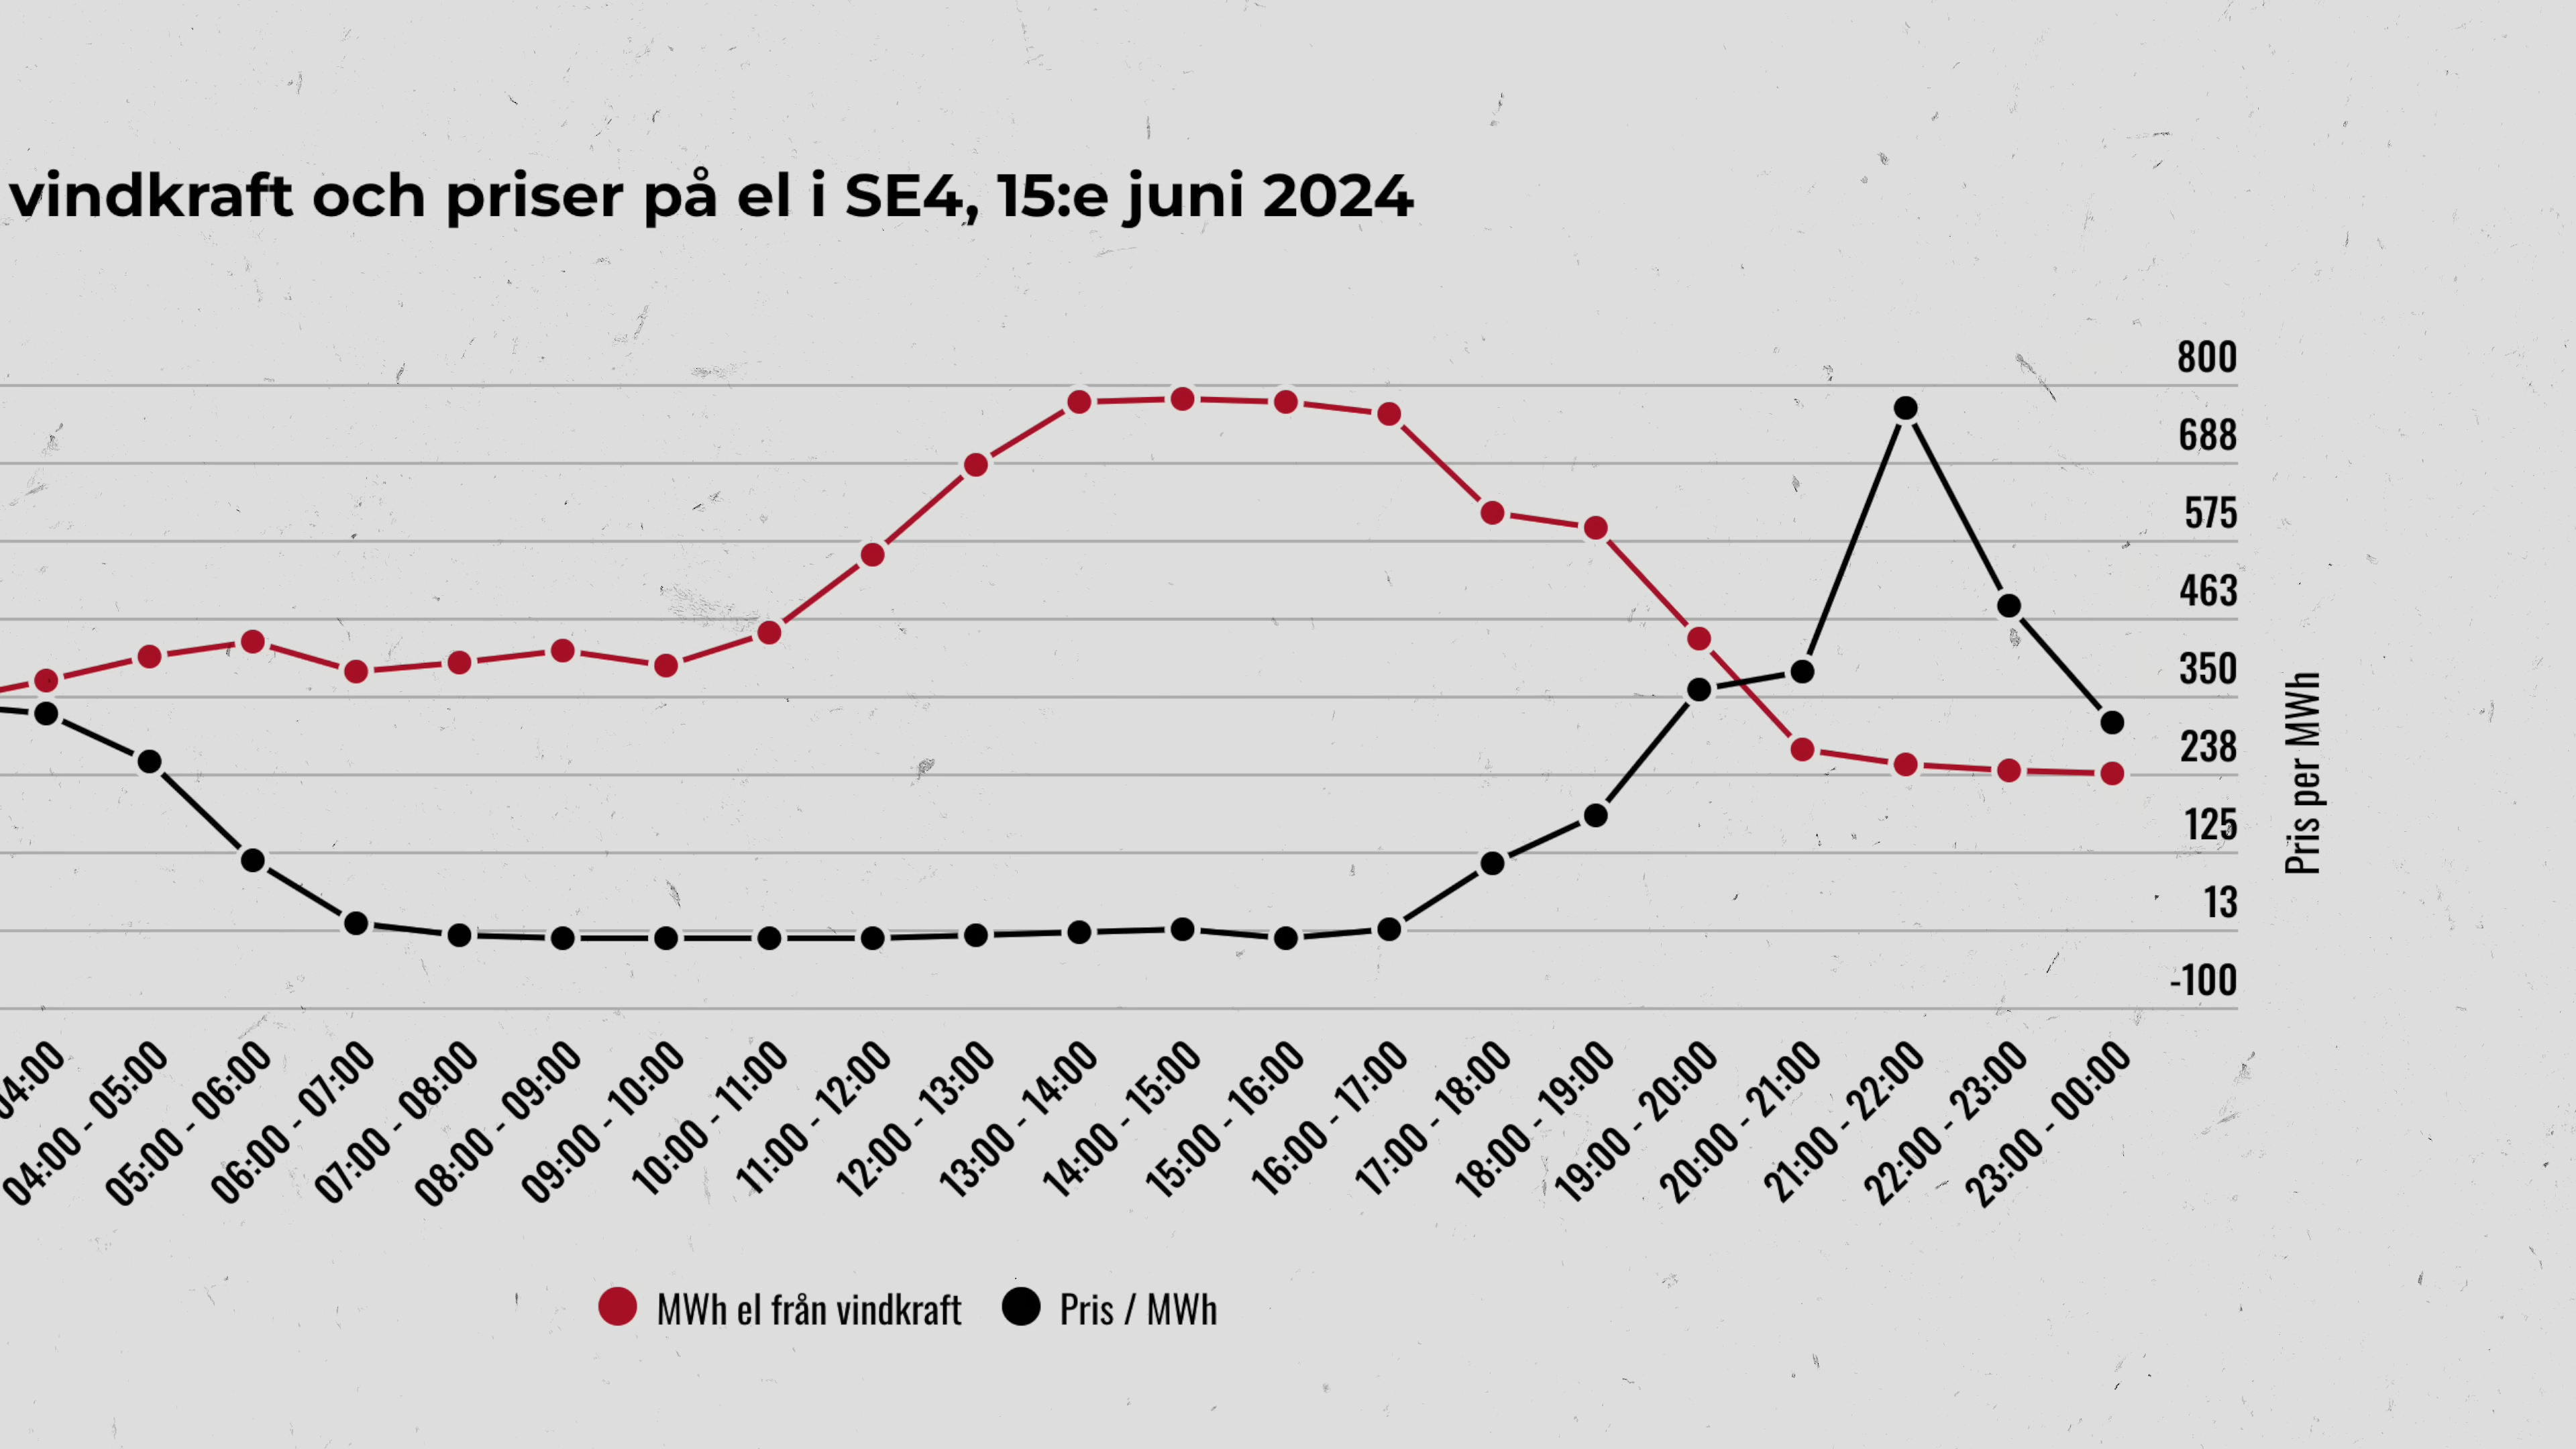 vindkraft och priser på el i SE4, 15:e juni 2024
800
688
575
463
350
238
125
13
-100
Pris per MWh
04:00
04:00 - 05:00
05:00 - 06:00
06:00 - 07:00
07:00 - 08:00
08:00 - 09:00
09:00 - 10:00
10:00 - 11:00
11:00 - 12:00
12:00 - 13:00
13:00 - 14:00
14:00 - 15:00
15:00 - 16:00
16:00 - 17:00
17:00 - 18:00
18:00 - 19:00
19:00 - 20:00
20:00 - 21:00
21:00 - 22:00
22:00 - 23:00
23:00 - 00:00
MWh el från vindkraft
Pris / MWh